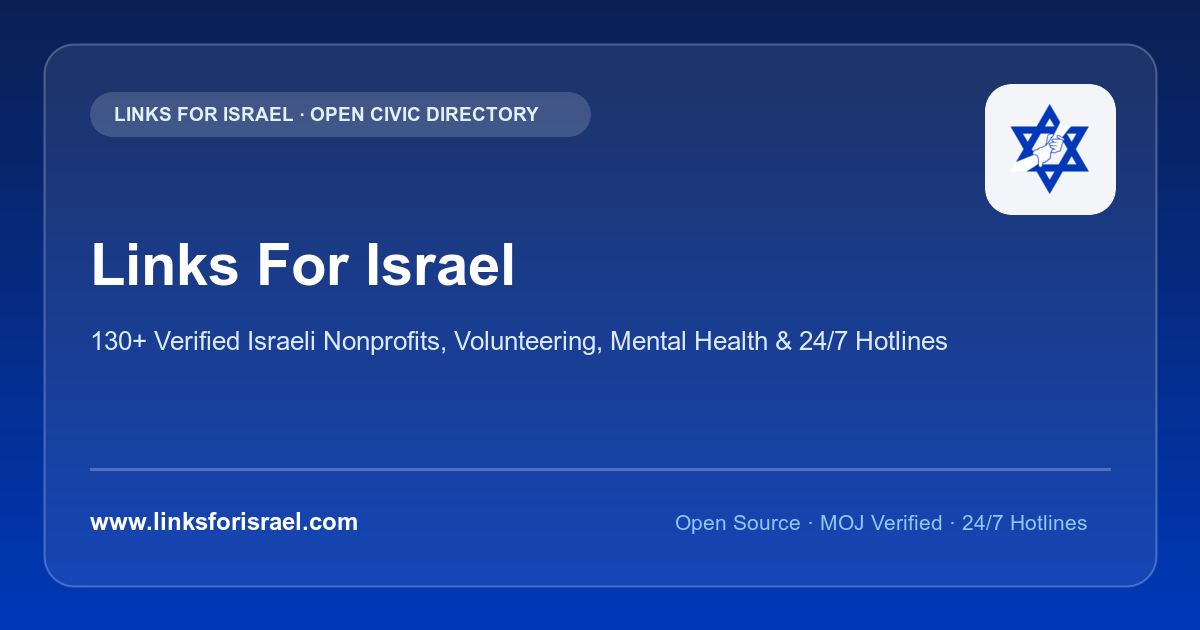 LINKS FOR ISRAEL · OPEN CIVIC DIRECTORY
Links For Israel
130+ Verified Israeli Nonprofits, Volunteering, Mental Health & 24/7 Hotlines
www.linksforisrael.com
Open Source · MOJ Verified · 24/7 Hotlines